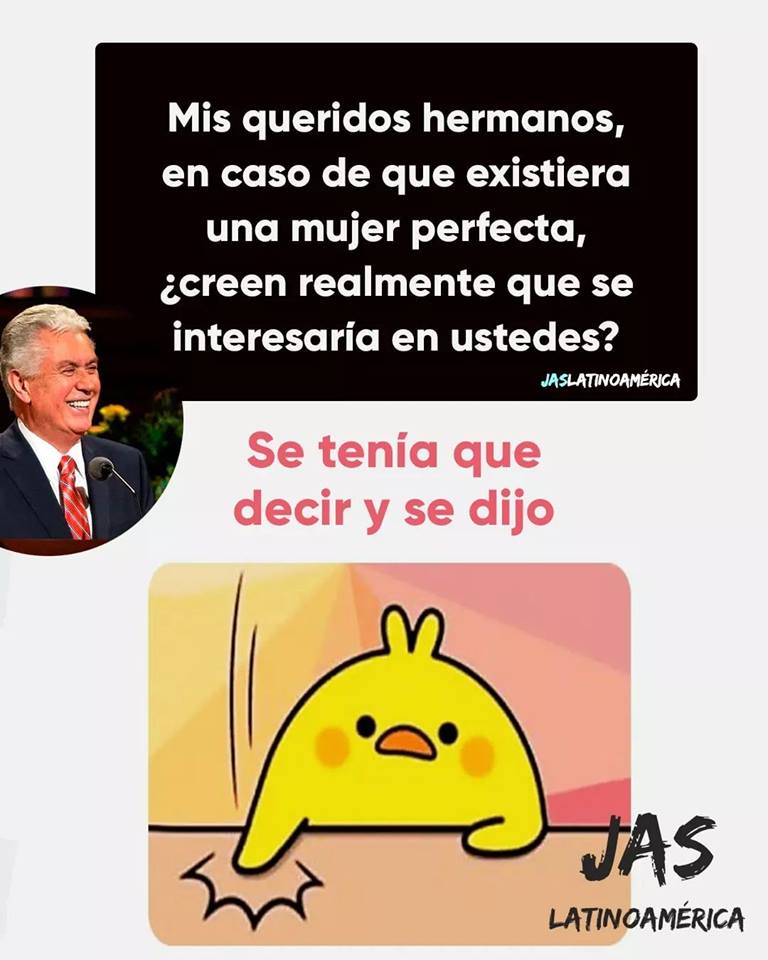 Mis queridos hermanos,
en caso de que existiera
una mujer perfecta,
¿creen realmente que se
interesaría en ustedes?
JASLATINOAMÉRICA
Se tenía que
decir y se dijo
JAS
LATINOAMÉRICA